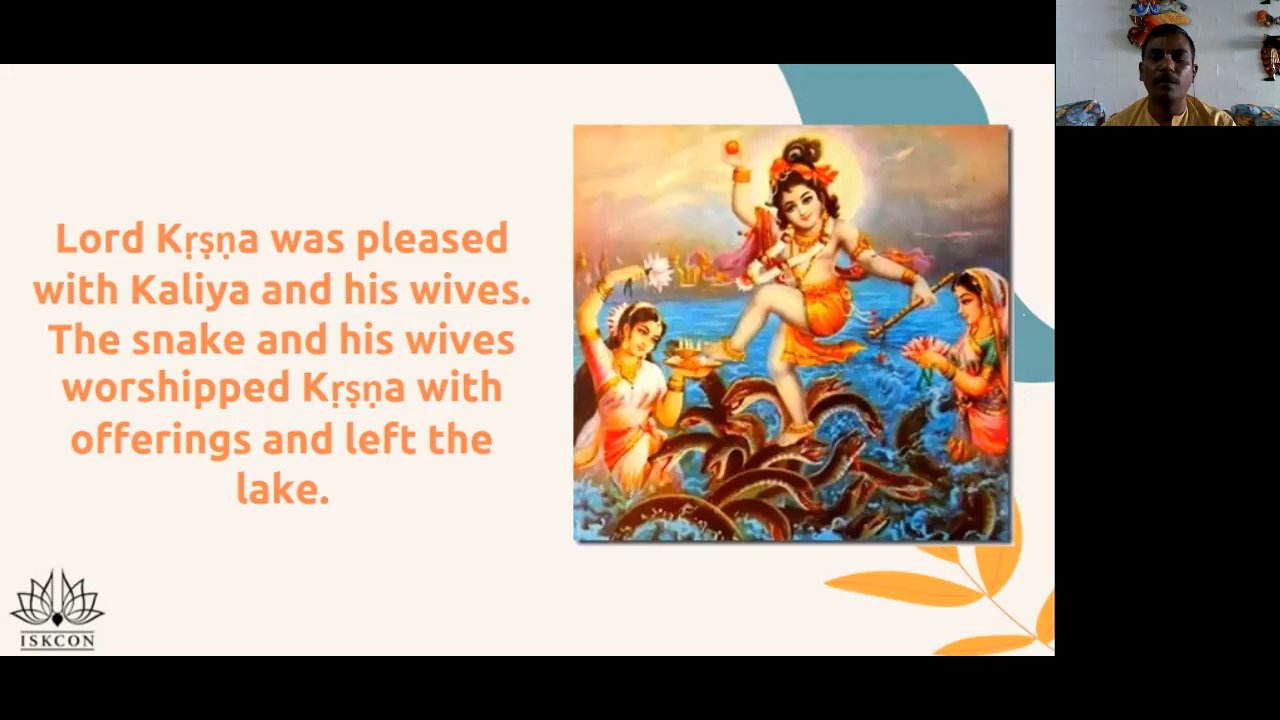 Lord Kṛṣṇa was pleased
with Kaliya and his wives.
The snake and his wives
worshipped Kṛṣṇa with
offerings and left the
lake.
ISKCON